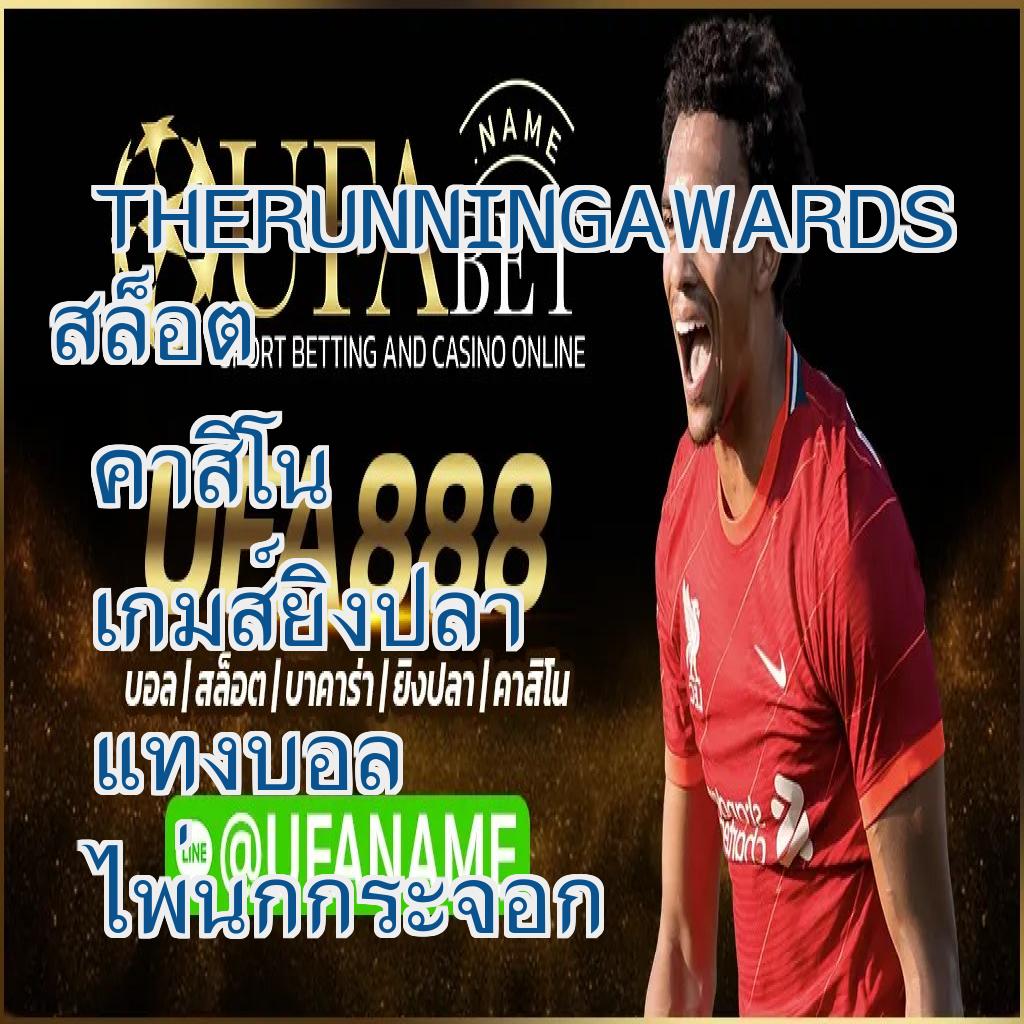 .NAME
THERUNNINGAWARDS
UFA
BET
สล็อต
SPORT BETTING AND CASINO ONLINE
คาสิโน
UFA888
เกมส์ยิงปลา
บอล | สล็อต | บาคาร่า | ยิงปลา | คาสิโน
แทงบอล
LINE @UFANAME
ไพ่นกกระจอก